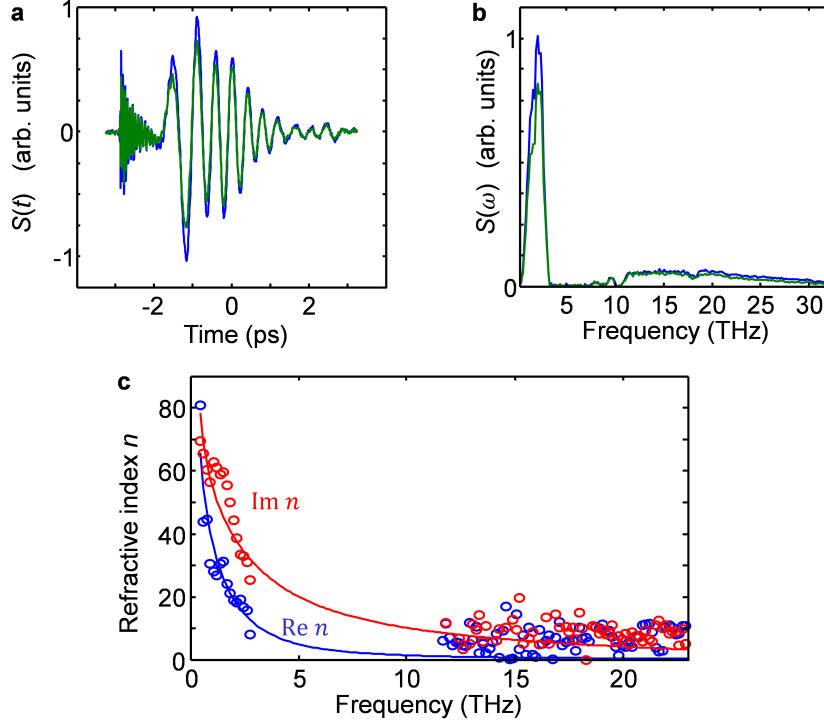 a
1
0
-1
S(t) (arb. units)
-2
0
2
Time (ps)
b
1
0
S(ω) (arb. units)
5
10
15
20
25
30
Frequency (THz)
c
80
60
40
20
0
Refractive index n
Im n
Re n
0
5
10
15
20
Frequency (THz)